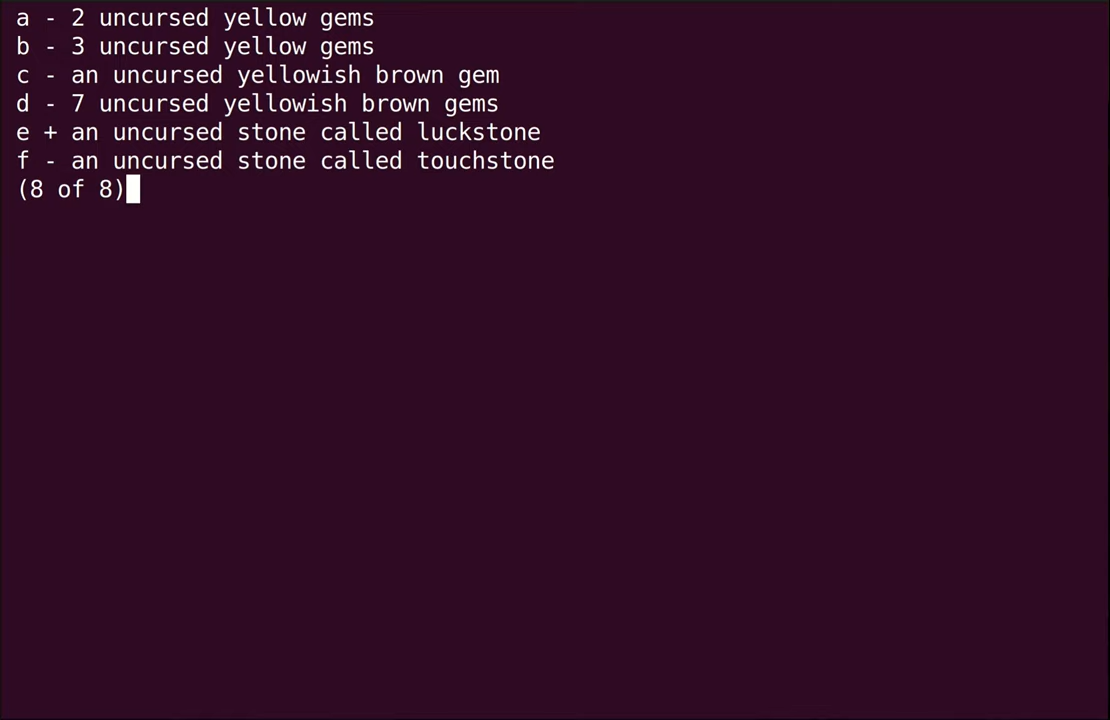 a - 2 uncursed yellow gems
b - 3 uncursed yellow gems
c - an uncursed yellowish brown gem
d - 7 uncursed yellowish brown gems
e + an uncursed stone called luckstone
f - an uncursed stone called touchstone
(8 of 8)